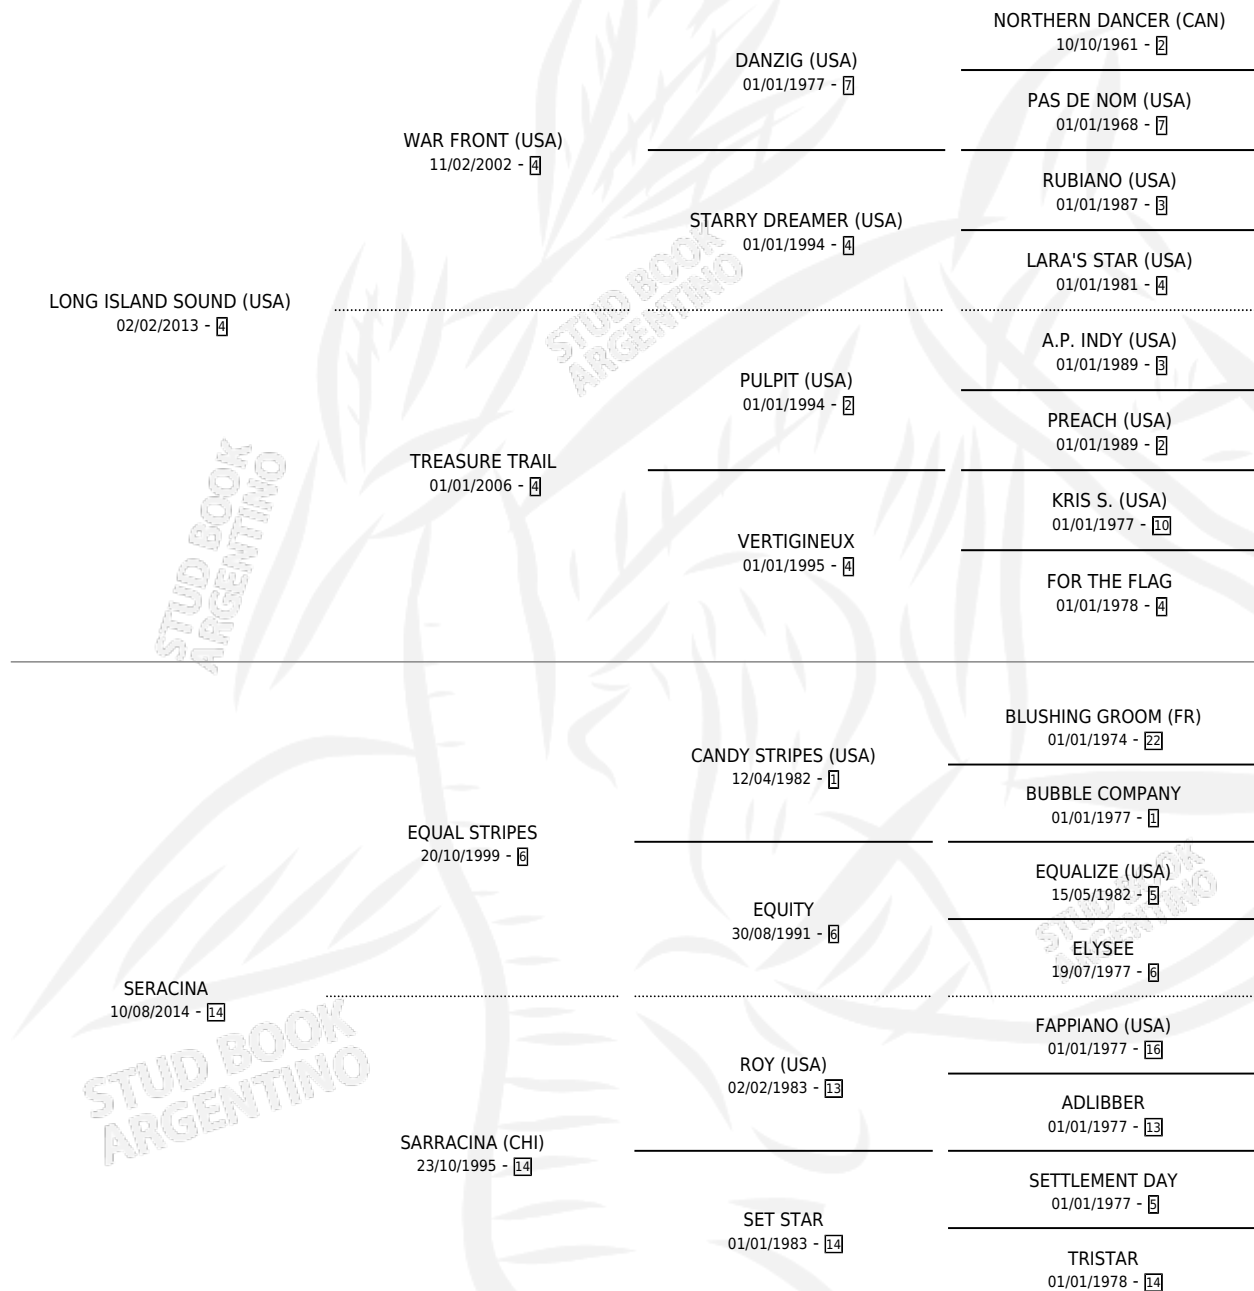 NORTHERN DANCER (CAN)
10/10/1961 - 2
DANZIG (USA)
01/01/1977 - 7
PAS DE NOM (USA)
01/01/1968 - 7
WAR FRONT (USA)
11/02/2002 - 4
RUBIANO (USA)
01/01/1987 - 3
STARRY DREAMER (USA)
01/01/1994 - 4
LARA'S STAR (USA)
01/01/1981 - 4
LONG ISLAND SOUND (USA)
02/02/2013 - 4
A.P. INDY (USA)
01/01/1989 - 3
PULPIT (USA)
01/01/1994 - 2
PREACH (USA)
01/01/1989 - 2
TREASURE TRAIL
01/01/2006 - 4
KRIS S. (USA)
01/01/1977 - 10
VERTIGINEUX
01/01/1995 - 4
FOR THE FLAG
01/01/1978 - 4
BLUSHING GROOM (FR)
01/01/1974 - 22
CANDY STRIPES (USA)
12/04/1982 - 1
BUBBLE COMPANY
01/01/1977 - 1
EQUAL STRIPES
20/10/1999 - 6
EQUALIZE (USA)
15/05/1982 - 5
EQUITY
30/08/1991 - 6
ELYSEE
19/07/1977 - 6
SERACINA
10/08/2014 - 14
FAPPIANO (USA)
01/01/1977 - 16
ROY (USA)
02/02/1983 - 13
ADLIBBER
01/01/1977 - 13
SARRACINA (CHI)
23/10/1995 - 14
SETTLEMENT DAY
01/01/1977 - 5
SET STAR
01/01/1983 - 14
TRISTAR
01/01/1978 - 14
STUD BOOK
ARGENTINO
STUD BOOK
ARGENTINO
STUD BOOK
ARGENTINO
STUD BOOK
ARGENTINO